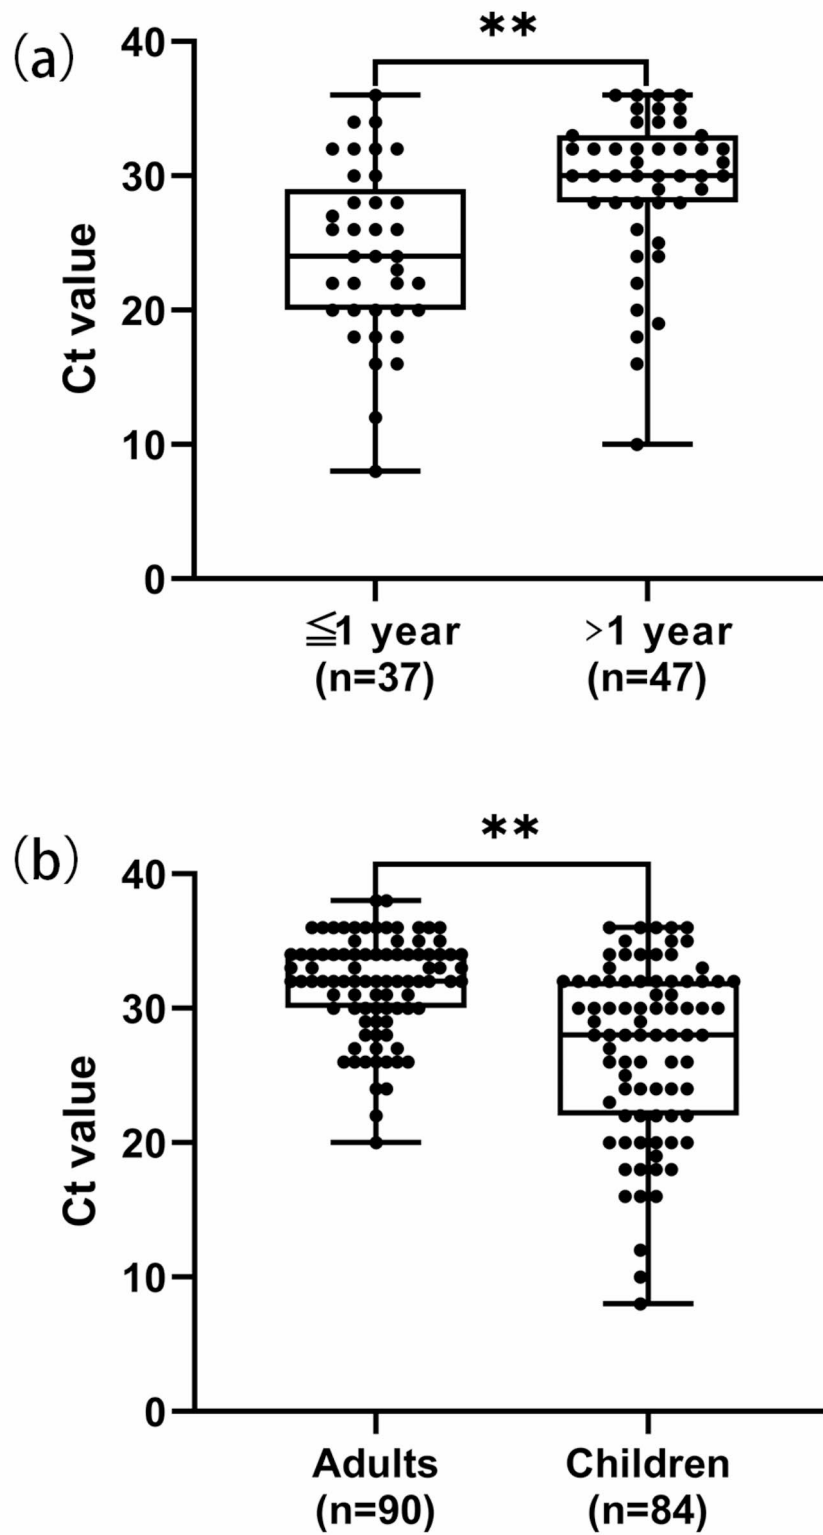 (a)
**
40
30
20
10
0
Ct value
≦1 year
(n=37)
>1 year
(n=47)
(b)
**
40
30
20
10
0
Ct value
Adults
(n=90)
Children
(n=84)